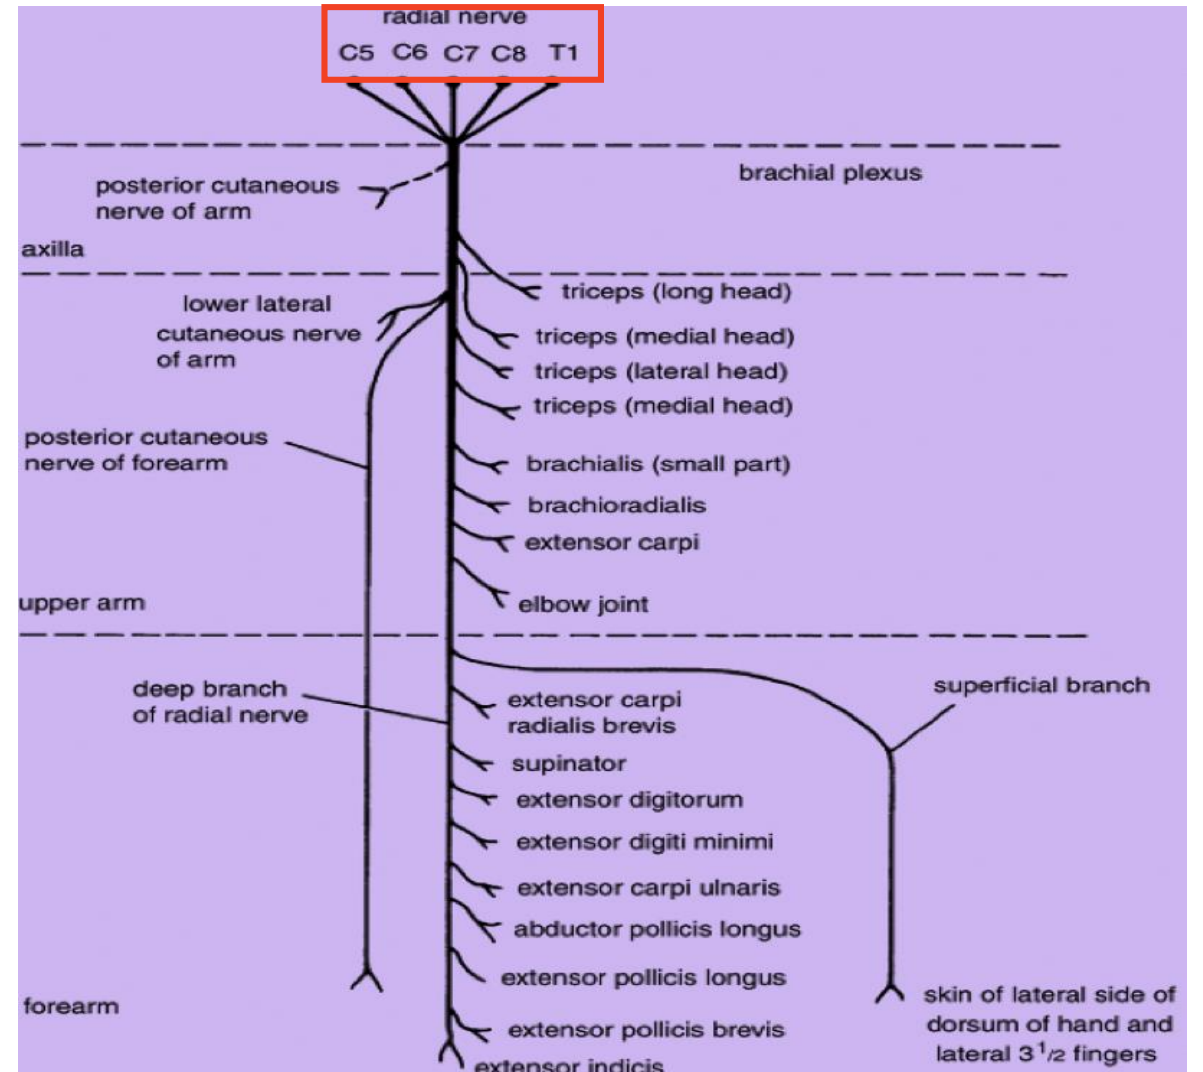 radial nerve
C5 C6 C7 C8 T1
brachial plexus
posterior cutaneous
nerve of arm
axilla
triceps (long head)
lower lateral
cutaneous nerve
of arm
triceps (medial head)
triceps (lateral head)
triceps (medial head)
posterior cutaneous
nerve of forearm
brachialis (small part)
brachioradialis
extensor carpi
elbow joint
upper arm
deep branch
of radial nerve
superficial branch
extensor carpi
radialis brevis
supinator
extensor digitorum
extensor digiti minimi
extensor carpi ulnaris
abductor pollicis longus
extensor pollicis longus
forearm
skin of lateral side of
dorsum of hand and
lateral 3 1/2 fingers
extensor pollicis brevis
extensor indicis